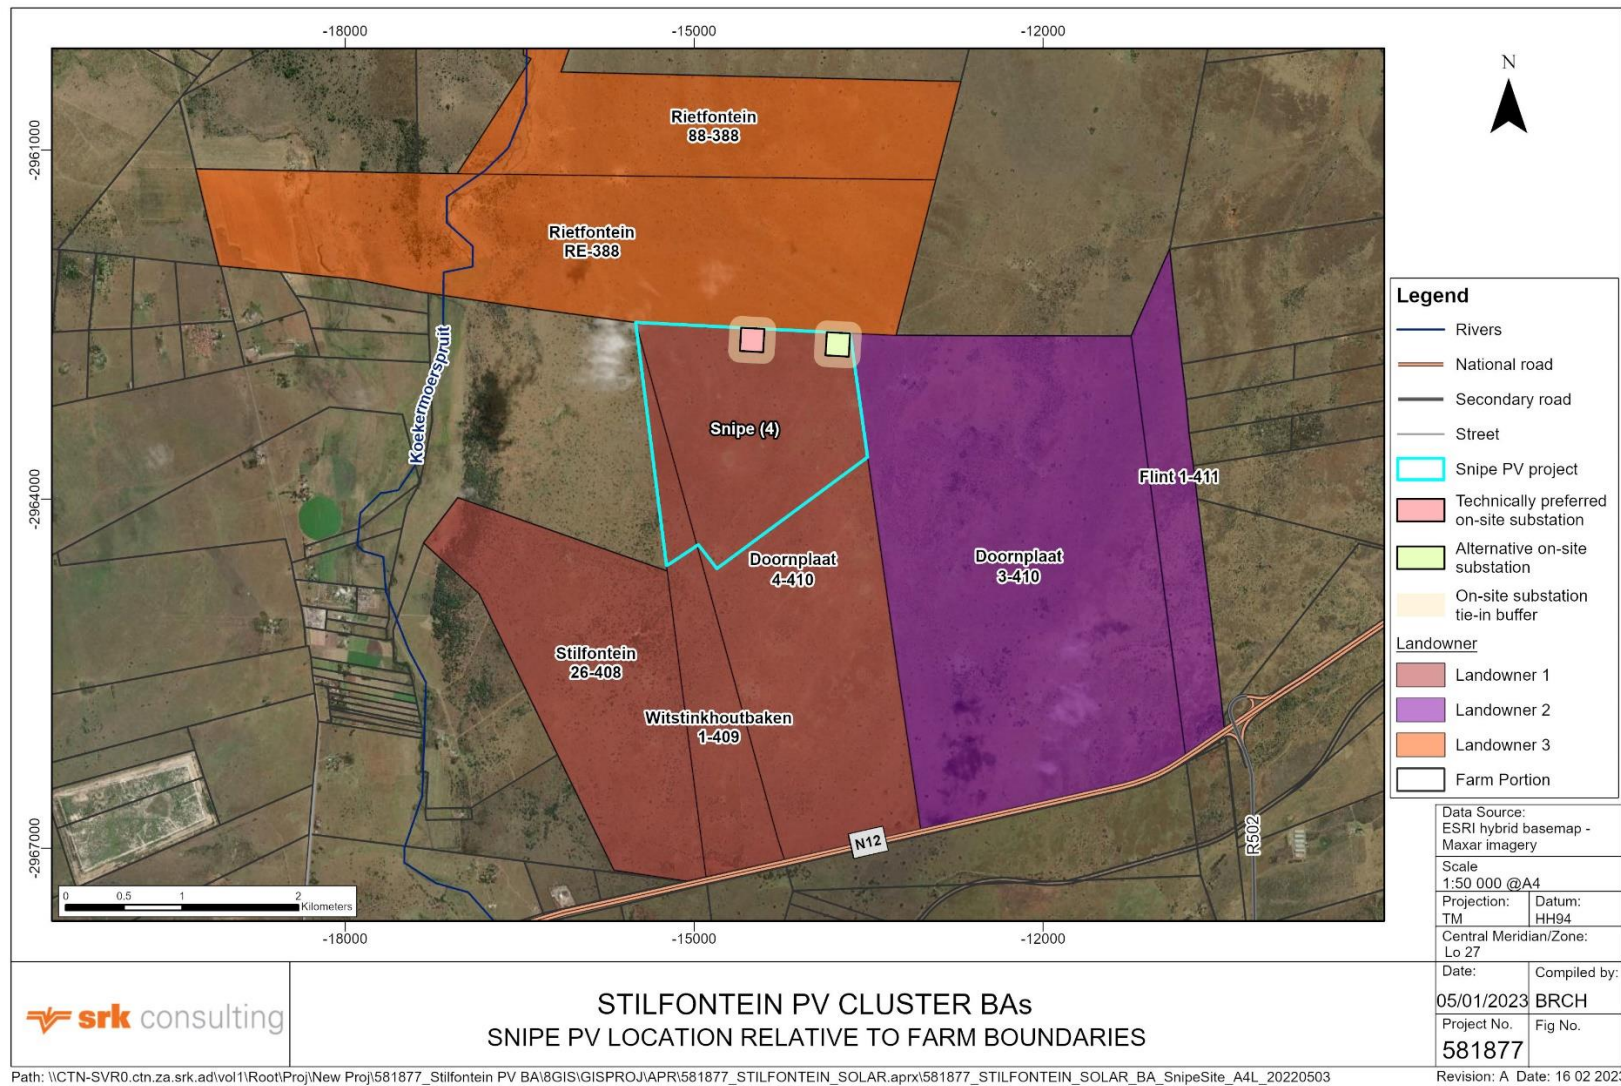 -18000
-15000
-12000
N
-2961000
-2964000
-2967000
Rietfontein
88-388
Rietfontein
RE-388
Koekermoerspruit
Snipe (4)
Flint 1-411
Doornplaat
4-410
Doornplaat
3-410
Stilfontein
26-408
Witstinkhoutbaken
1-409
N12
R502
0
0.5
1
2
Kilometers
-18000
-15000
-12000
Legend
Rivers
National road
Secondary road
Street
Snipe PV project
Technically preferred
on-site substation
Alternative on-site
substation
On-site substation
tie-in buffer
Landowner
Landowner 1
Landowner 2
Landowner 3
Farm Portion
Data Source:
ESRI hybrid basemap -
Maxar imagery
Scale
1:50 000 @A4
Projection:
TM
Datum:
HH94
Central Meridian/Zone:
Lo 27
Date:
05/01/2023
Compiled by:
BRCH
Project No.
581877
Fig No.
srk consulting
STILFONTEIN PV CLUSTER BAs
SNIPE PV LOCATION RELATIVE TO FARM BOUNDARIES
Path: \\CTN-SVR0.ctn.za.srk.ad\vol1\Root\Proj\New Proj\581877_Stilfontein PV BA\8GIS\GISPROJ\APR\581877_STILFONTEIN_SOLAR.aprx\581877_STILFONTEIN_SOLAR_BA_SnipeSite_A4L_20220503
Revision: A Date: 16 02 202